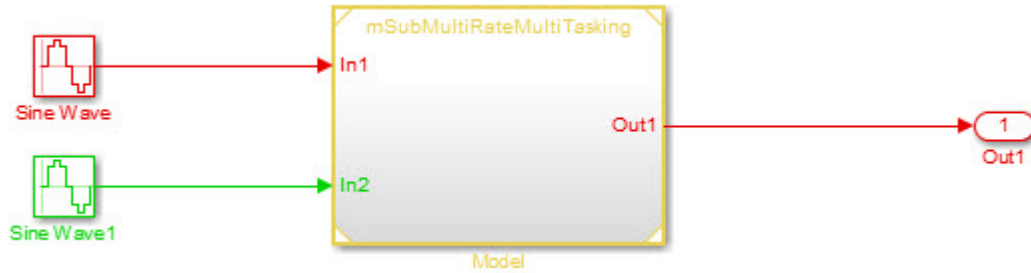 mSubMultiRateMultiTasking
In1
Sine Wave
Out1
1
Out1
In2
Sine Wave1
Model